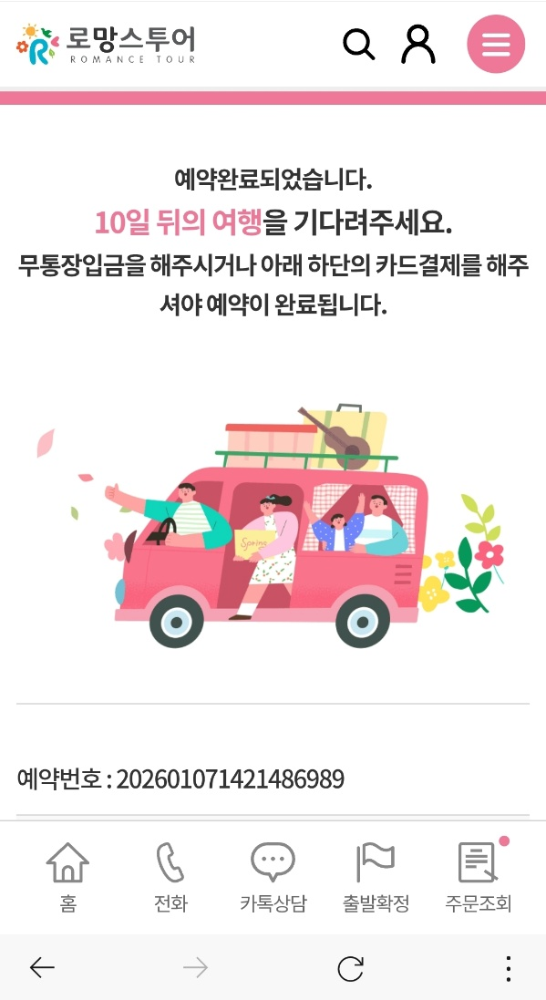 로망스투어
ROMANCE TOUR
예약완료되었습니다.
10일 뒤의 여행을 기다려주세요.
무통장입금을 해주시거나 아래 하단의 카드결제를 해주
셔야 예약이 완료됩니다.
Spring
예약번호 : 202601071421486989
홈
전화
카톡상담
출발확정
주문조회